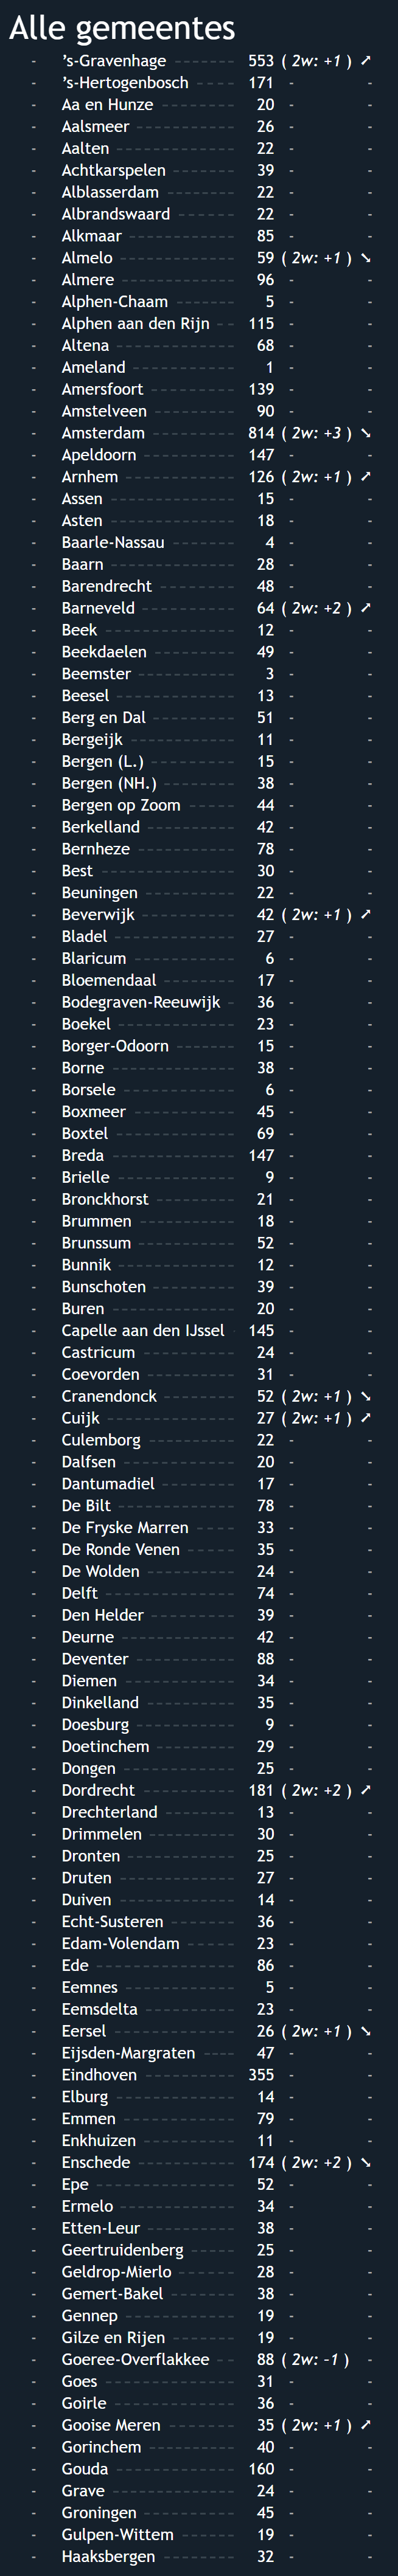 Alle gemeentes
- 's-Gravenhage ------ 553 ( 2w: +1 ) ➚
- 's-Hertogenbosch ------ 171 - -
- Aa en Hunze -------- 20 - -
- Aalsmeer ---------- 26 - -
- Aalten ------------ 22 - -
- Achtkarspelen ------- 39 - -
- Alblasserdam ------- 22 - -
- Albrandswaard ------ 22 - -
- Alkmaar ----------- 85 - -
- Almelo ------------ 59 ( 2w: +1 ) ➘
- Almere ------------ 96 - -
- Alphen-Chaam ------ 5 - -
- Alphen aan den Rijn -- 115 - -
- Altena ------------ 68 - -
- Ameland ---------- 1 - -
- Amersfoort --------- 139 - -
- Amstelveen -------- 90 - -
- Amsterdam -------- 814 ( 2w: +3 ) ➘
- Apeldoorn --------- 147 - -
- Arnhem ----------- 126 ( 2w: +1 ) ➚
- Assen ------------- 15 - -
- Asten ------------- 18 - -
- Baarle-Nassau ------- 4 - -
- Baarn ------------- 28 - -
- Barendrecht -------- 48 - -
- Barneveld ---------- 64 ( 2w: +2 ) ➚
- Beek ------------- 12 - -
- Beekdaelen -------- 49 - -
- Beemster ---------- 3 - -
- Beesel ------------ 13 - -
- Berg en Dal -------- 51 - -
- Bergeijk ----------- 11 - -
- Bergen (L.) --------- 15 - -
- Bergen (NH.) ------- 38 - -
- Bergen op Zoom ----- 44 - -
- Berkelland --------- 42 - -
- Bernheze ---------- 78 - -
- Best ------------- 30 - -
- Beuningen --------- 22 - -
- Beverwijk ---------- 42 ( 2w: +1 ) ➚
- Bladel ------------ 27 - -
- Blaricum ---------- 6 - -
- Bloemendaal ------- 17 - -
- Bodegraven-Reeuwijk - 36 - -
- Boekel ------------ 23 - -
- Borger-Odoorn ------ 15 - -
- Borne ------------ 38 - -
- Borsele ----------- 6 - -
- Boxmeer ---------- 45 - -
- Boxtel ------------ 69 - -
- Breda ------------- 147 - -
- Brielle ------------ 9 - -
- Bronckhorst -------- 21 - -
- Brummen ---------- 18 - -
- Brunssum ---------- 52 - -
- Bunnik ------------ 12 - -
- Bunschoten -------- 39 - -
- Buren ------------ 20 - -
- Capelle aan den IJssel 145 - -
- Castricum ---------- 24 - -
- Coevorden --------- 31 - -
- Cranendonck ------- 52 ( 2w: +1 ) ➘
- Cuijk ------------- 27 ( 2w: +1 ) ➚
- Culemborg --------- 22 - -
- Dalfsen ----------- 20 - -
- Dantumadiel ------- 17 - -
- De Bilt ------------ 78 - -
- De Fryske Marren ---- 33 - -
- De Ronde Venen ----- 35 - -
- De Wolden --------- 24 - -
- Delft ------------- 74 - -
- Den Helder --------- 39 - -
- Deurne ----------- 42 - -
- Deventer ---------- 88 - -
- Diemen ----------- 34 - -
- Dinkelland --------- 35 - -
- Doesburg ---------- 9 - -
- Doetinchem -------- 29 - -
- Dongen ----------- 25 - -
- Dordrecht ---------- 181 ( 2w: +2 ) ➚
- Drechterland ------- 13 - -
- Drimmelen --------- 30 - -
- Dronten ----------- 25 - -
- Druten ------------ 27 - -
- Duiven ------------ 14 - -
- Echt-Susteren ------- 36 - -
- Edam-Volendam ----- 23 - -
- Ede -------------- 86 - -
- Eemnes ----------- 5 - -
- Eemsdelta --------- 23 - -
- Eersel ------------ 26 ( 2w: +1 ) ➘
- Eijsden-Margraten ---- 47 - -
- Eindhoven --------- 355 - -
- Elburg ------------ 14 - -
- Emmen ----------- 79 - -
- Enkhuizen --------- 11 - -
- Enschede ---------- 174 ( 2w: +2 ) ➘
- Epe -------------- 52 - -
- Ermelo ------------ 34 - -
- Etten-Leur --------- 38 - -
- Geertruidenberg ----- 25 - -
- Geldrop-Mierlo ------ 28 - -
- Gemert-Bakel ------- 38 - -
- Gennep ----------- 19 - -
- Gilze en Rijen ------- 19 - -
- Goeree-Overflakkee -- 88 ( 2w: -1 ) -
- Goes ------------- 31 - -
- Goirle ------------ 36 - -
- Gooise Meren ------- 35 ( 2w: +1 ) ➚
- Gorinchem --------- 40 - -
- Gouda ------------ 160 - -
- Grave ------------ 24 - -
- Groningen --------- 45 - -
- Gulpen-Wittem ------ 19 - -
- Haaksbergen ------- 32 - -